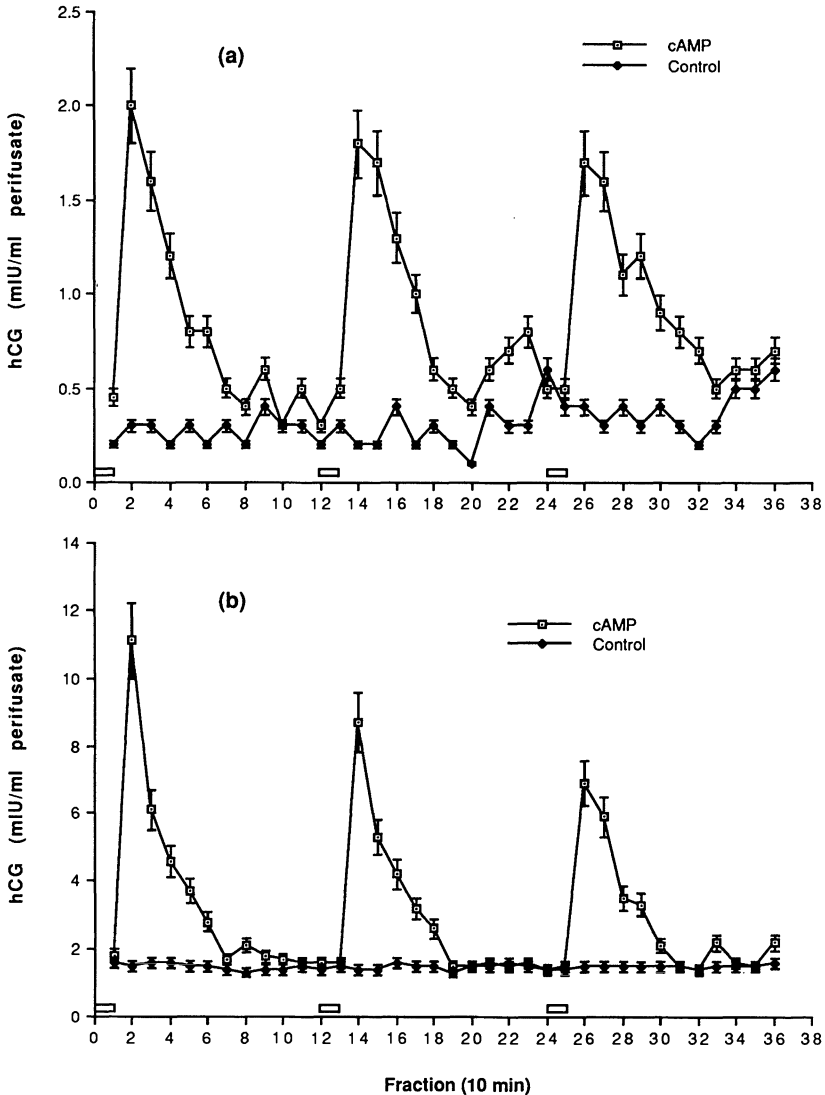 (a)
cAMP
Control
hCG (mIU/ml perifusate)
2.5
2.0
1.5
1.0
0.5
0.0
0 2 4 6 8 10 12 14 16 18 20 22 24 26 28 30 32 34 36 38
(b)
cAMP
Control
hCG (mIU/ml perifusate)
14
12
10
8
6
4
2
0
0 2 4 6 8 10 12 14 16 18 20 22 24 26 28 30 32 34 36 38
Fraction (10 min)